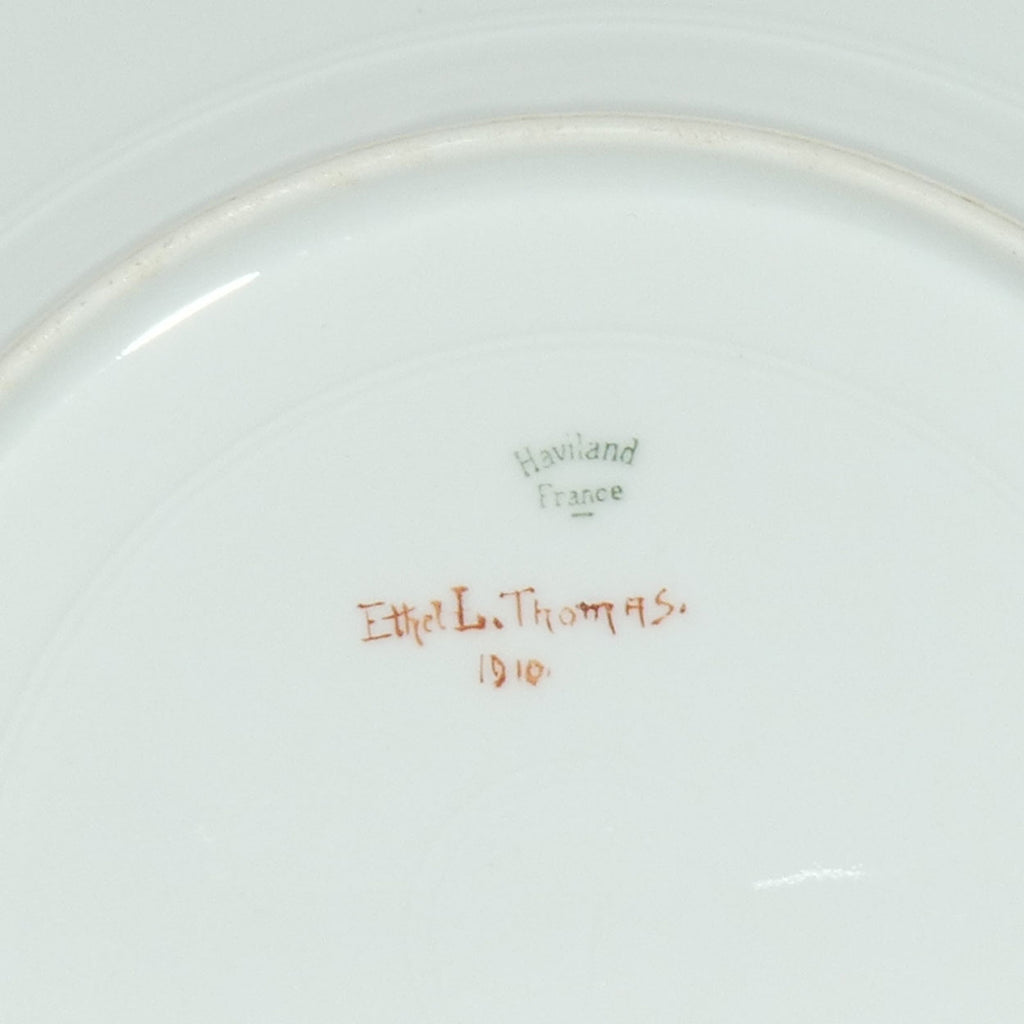 Haviland
France
Ethel L. Thomas.
1910.